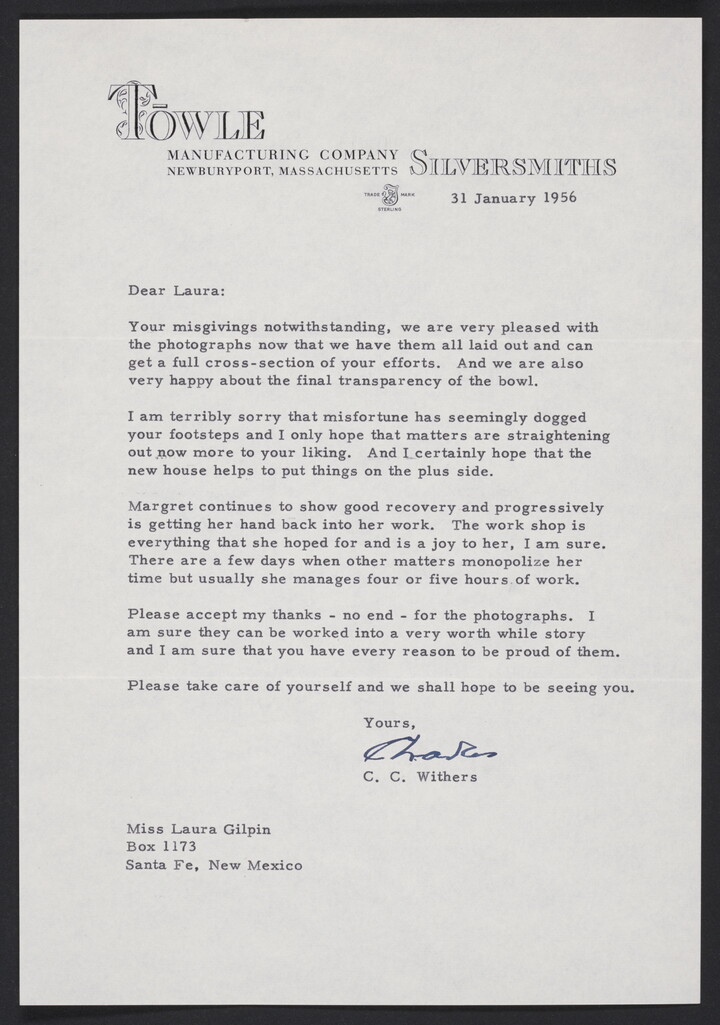 TOWLE
MANUFACTURING COMPANY SILVERSMITHS
NEWBURYPORT, MASSACHUSETTS
TRADE MARK
STERLING
31 January 1956
Dear Laura:
Your misgivings notwithstanding, we are very pleased with
the photographs now that we have them all laid out and can
get a full cross-section of your efforts. And we are also
very happy about the final transparency of the bowl.
I am terribly sorry that misfortune has seemingly dogged
your footsteps and I only hope that matters are straightening
out now more to your liking. And I certainly hope that the
new house helps to put things on the plus side.
Margret continues to show good recovery and progressively
is getting her hand back into her work. The work shop is
everything that she hoped for and is a joy to her, I am sure.
There are a few days when other matters monopolize her
time but usually she manages four or five hours of work.
Please accept my thanks - no end - for the photographs. I
am sure they can be worked into a very worth while story
and I am sure that you have every reason to be proud of them.
Please take care of yourself and we shall hope to be seeing you.
Yours,
Charles
C. C. Withers
Miss Laura Gilpin
Box 1173
Santa Fe, New Mexico